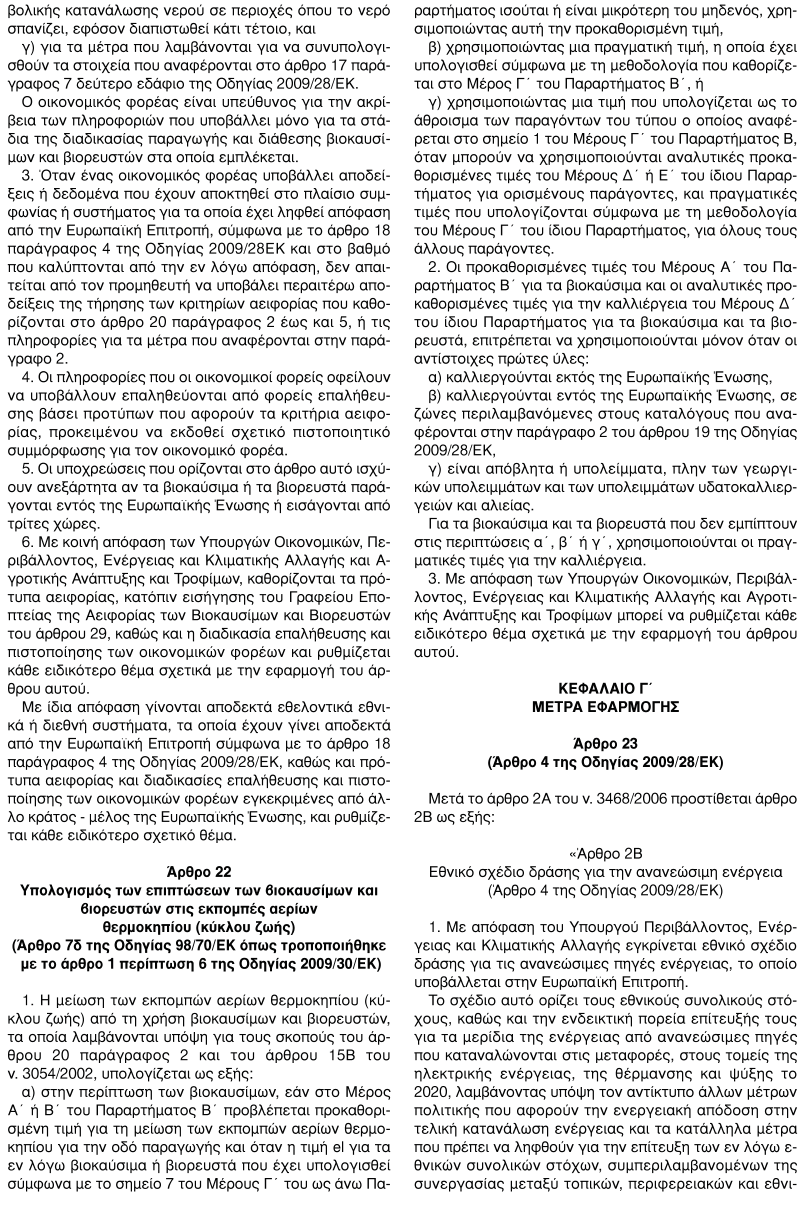 βολικής κατανάλωσης νερού σε περιοχές όπου το νερό
σπανίζει, εφόσον διαπιστωθεί κάτι τέτοιο, και
γ) για τα μέτρα που λαμβάνονται για να συνυπολογι-
σθούν τα στοιχεία που αναφέρονται στο άρθρο 17 παρά-
γραφος 7 δεύτερο εδάφιο της Οδηγίας 2009/28/ΕΚ.
Ο οικονομικός φορέας είναι υπεύθυνος για την ακρί-
βεια των πληροφοριών που υποβάλλει μόνο για τα στά-
δια της διαδικασίας παραγωγής και διάθεσης βιοκαυσί-
μων και βιορευστών στα οποία εμπλέκεται.
3. Όταν ένας οικονομικός φορέας υποβάλλει αποδεί-
ξεις ή δεδομένα που έχουν αποκτηθεί στο πλαίσιο συμ-
φωνίας ή συστήματος για τα οποία έχει ληφθεί απόφαση
από την Ευρωπαϊκή Επιτροπή, σύμφωνα με το άρθρο 18
παράγραφος 4 της Οδηγίας 2009/28ΕΚ και στο βαθμό
που καλύπτονται από την εν λόγω απόφαση, δεν απαι-
τείται από τον προμηθευτή να υποβάλει περαιτέρω απο-
δείξεις της τήρησης των κριτηρίων αειφορίας που καθο-
ρίζονται στο άρθρο 20 παράγραφος 2 έως και 5, ή τις
πληροφορίες για τα μέτρα που αναφέρονται στην παρά-
γραφο 2.
4. Οι πληροφορίες που οι οικονομικοί φορείς οφείλουν
να υποβάλλουν επαληθεύονται από φορείς επαλήθευ-
σης βάσει προτύπων που αφορούν τα κριτήρια αειφο-
ρίας, προκειμένου να εκδοθεί σχετικό πιστοποιητικό
συμμόρφωσης για τον οικονομικό φορέα.
5. Οι υποχρεώσεις που ορίζονται στο άρθρο αυτό ισχύ-
ουν ανεξάρτητα αν τα βιοκαύσιμα ή τα βιορευστά παρά-
γονται εντός της Ευρωπαϊκής Ένωσης ή εισάγονται από
τρίτες χώρες.
6. Με κοινή απόφαση των Υπουργών Οικονομικών, Πε-
ριβάλλοντος, Ενέργειας και Κλιματικής Αλλαγής και Α-
γροτικής Ανάπτυξης και Τροφίμων, καθορίζονται τα πρό-
τυπα αειφορίας, κατόπιν εισήγησης του Γραφείου Επο-
πτείας της Αειφορίας των Βιοκαυσίμων και Βιορευστών
του άρθρου 29, καθώς και η διαδικασία επαλήθευσης και
πιστοποίησης των οικονομικών φορέων και ρυθμίζεται
κάθε ειδικότερο θέμα σχετικά με την εφαρμογή του άρ-
θρου αυτού.
Με ίδια απόφαση γίνονται αποδεκτά εθελοντικά εθνι-
κά ή διεθνή συστήματα, τα οποία έχουν γίνει αποδεκτά
από την Ευρωπαϊκή Επιτροπή σύμφωνα με το άρθρο 18
παράγραφος 4 της Οδηγίας 2009/28/ΕΚ, καθώς και πρό-
τυπα αειφορίας και διαδικασίες επαλήθευσης και πιστο-
ποίησης των οικονομικών φορέων εγκεκριμένες από άλ-
λο κράτος - μέλος της Ευρωπαϊκής Ένωσης, και ρυθμίζε-
ται κάθε ειδικότερο σχετικό θέμα.
Άρθρο 22
Υπολογισμός των επιπτώσεων των βιοκαυσίμων και
βιορευστών στις εκπομπές αερίων
θερμοκηπίου (κύκλου ζωής)
(Άρθρο 7δ της Οδηγίας 98/70/ΕΚ όπως τροποποιήθηκε
με το άρθρο 1 περίπτωση 6 της Οδηγίας 2009/30/ΕΚ)
1. Η μείωση των εκπομπών αερίων θερμοκηπίου (κύ-
κλου ζωής) από τη χρήση βιοκαυσίμων και βιορευστών,
τα οποία λαμβάνονται υπόψη για τους σκοπούς του άρ-
θρου 20 παράγραφος 2 και του άρθρου 15Β του
ν. 3054/2002, υπολογίζεται ως εξής:
α) στην περίπτωση των βιοκαυσίμων, εάν στο Μέρος
Α΄ ή Β΄ του Παραρτήματος Β΄ προβλέπεται προκαθορι-
σμένη τιμή για τη μείωση των εκπομπών αερίων θερμο-
κηπίου για την οδό παραγωγής και όταν η τιμή el για τα
εν λόγω βιοκαύσιμα ή βιορευστά που έχει υπολογισθεί
σύμφωνα με το σημείο 7 του Μέρους Γ΄ του ως άνω Πα-
ραρτήματος ισούται ή είναι μικρότερη του μηδενός, χρη-
σιμοποιώντας αυτή την προκαθορισμένη τιμή,
β) χρησιμοποιώντας μια πραγματική τιμή, η οποία έχει
υπολογισθεί σύμφωνα με τη μεθοδολογία που καθορίζε-
ται στο Μέρος Γ΄ του Παραρτήματος Β΄, ή
γ) χρησιμοποιώντας μια τιμή που υπολογίζεται ως το
άθροισμα των παραγόντων του τύπου ο οποίος αναφέ-
ρεται στο σημείο 1 του Μέρους Γ΄ του Παραρτήματος Β,
όταν μπορούν να χρησιμοποιούνται αναλυτικές προκα-
θορισμένες τιμές του Μέρους Δ΄ ή Ε΄ του ίδιου Παραρ-
τήματος για ορισμένους παράγοντες, και πραγματικές
τιμές που υπολογίζονται σύμφωνα με τη μεθοδολογία
του Μέρους Γ΄ του ίδιου Παραρτήματος, για όλους τους
άλλους παράγοντες.
2. Οι προκαθορισμένες τιμές του Μέρους Α΄ του Πα-
ραρτήματος Β΄ για τα βιοκαύσιμα και οι αναλυτικές προ-
καθορισμένες τιμές για την καλλιέργεια του Μέρους Δ΄
του ίδιου Παραρτήματος για τα βιοκαύσιμα και τα βιο-
ρευστά, επιτρέπεται να χρησιμοποιούνται μόνον όταν οι
αντίστοιχες πρώτες ύλες:
α) καλλιεργούνται εκτός της Ευρωπαϊκής Ένωσης,
β) καλλιεργούνται εντός της Ευρωπαϊκής Ένωσης, σε
ζώνες περιλαμβανόμενες στους καταλόγους που ανα-
φέρονται στην παράγραφο 2 του άρθρου 19 της Οδηγίας
2009/28/ΕΚ,
γ) είναι απόβλητα ή υπολείμματα, πλην των γεωργι-
κών υπολειμμάτων και των υπολειμμάτων υδατοκαλλιερ-
γειών και αλιείας.
Για τα βιοκαύσιμα και τα βιορευστά που δεν εμπίπτουν
στις περιπτώσεις α΄, β΄ ή γ΄, χρησιμοποιούνται οι πραγ-
ματικές τιμές για την καλλιέργεια.
3. Με απόφαση των Υπουργών Οικονομικών, Περιβάλ-
λοντος, Ενέργειας και Κλιματικής Αλλαγής και Αγροτι-
κής Ανάπτυξης και Τροφίμων μπορεί να ρυθμίζεται κάθε
ειδικότερο θέμα σχετικά με την εφαρμογή του άρθρου
αυτού.
ΚΕΦΑΛΑΙΟ Γ΄
ΜΕΤΡΑ ΕΦΑΡΜΟΓΗΣ
Άρθρο 23
(Άρθρο 4 της Οδηγίας 2009/28/ΕΚ)
Μετά το άρθρο 2Α του ν. 3468/2006 προστίθεται άρθρο
2Β ως εξής:
«Άρθρο 2Β
Εθνικό σχέδιο δράσης για την ανανεώσιμη ενέργεια
(Άρθρο 4 της Οδηγίας 2009/28/ΕΚ)
1. Με απόφαση του Υπουργού Περιβάλλοντος, Ενέρ-
γειας και Κλιματικής Αλλαγής εγκρίνεται εθνικό σχέδιο
δράσης για τις ανανεώσιμες πηγές ενέργειας, το οποίο
υποβάλλεται στην Ευρωπαϊκή Επιτροπή.
Το σχέδιο αυτό ορίζει τους εθνικούς συνολικούς στό-
χους, καθώς και την ενδεικτική πορεία επίτευξής τους
για τα μερίδια της ενέργειας από ανανεώσιμες πηγές
που καταναλώνονται στις μεταφορές, στους τομείς της
ηλεκτρικής ενέργειας, της θέρμανσης και ψύξης το
2020, λαμβάνοντας υπόψη τον αντίκτυπο άλλων μέτρων
πολιτικής που αφορούν την ενεργειακή απόδοση στην
τελική κατανάλωση ενέργειας και τα κατάλληλα μέτρα
που πρέπει να ληφθούν για την επίτευξη των εν λόγω ε-
θνικών συνολικών στόχων, συμπεριλαμβανομένων της
συνεργασίας μεταξύ τοπικών, περιφερειακών και εθνι-